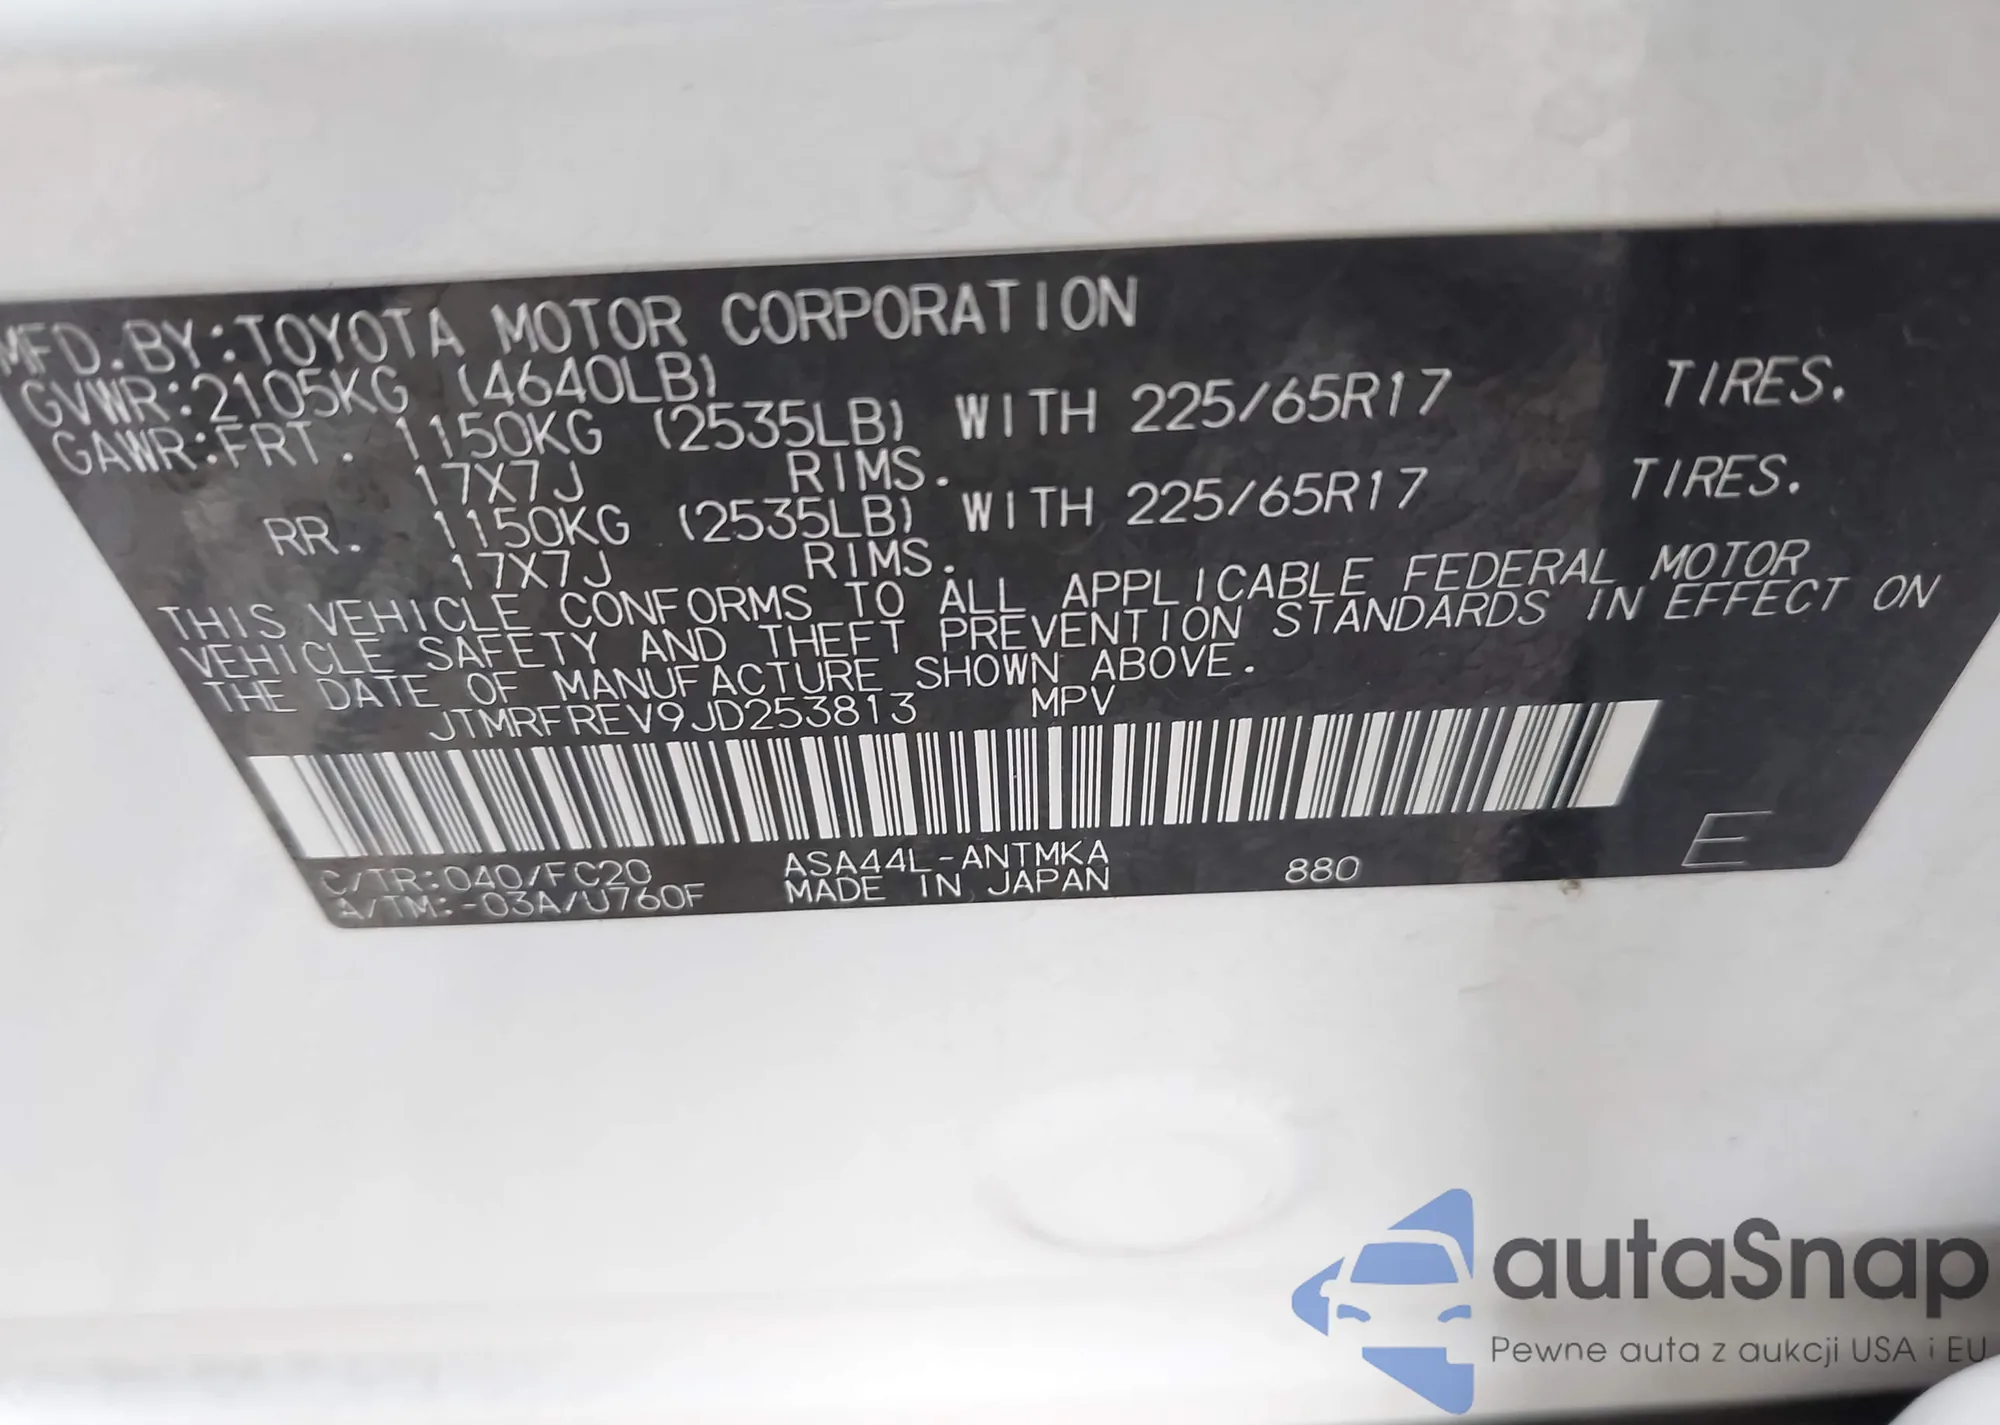 MFD.BY:TOYOTA MOTOR CORPORATION
GVWR:2105KG (4640LB)
GAWR:FRT. 1150KG (2535LB) WITH 225/65R17 TIRES.
17X7J RIMS.
RR. 1150KG (2535LB) WITH 225/65R17 TIRES.
17X7J RIMS.
THIS VEHICLE CONFORMS TO ALL APPLICABLE FEDERAL MOTOR
VEHICLE SAFETY AND THEFT PREVENTION STANDARDS IN EFFECT ON
THE DATE OF MANUFACTURE SHOWN ABOVE.
JTMRFREV9JD253813 MPV
C/TR:040/FC20 ASA44L-ANTMKA 880 E
A/TM:-03A/U760F MADE IN JAPAN
autaSnap
Pewne auta z aukcji USA i EU